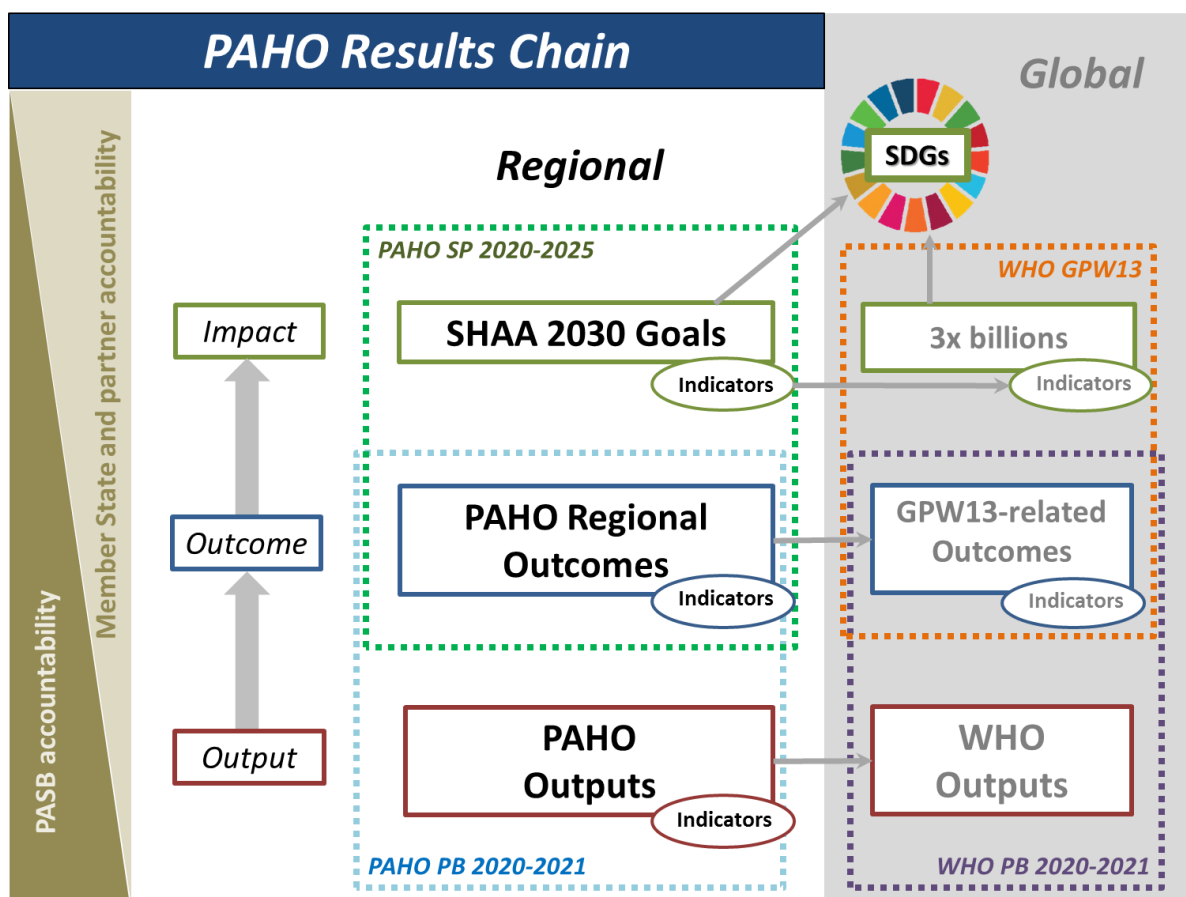 PAHO Results Chain
Global
SDGs
Regional
Member State and partner accountability
PASB accountability
PAHO SP 2020-2025
WHO GPW13
Impact
SHAA 2030 Goals
Indicators
3x billions
Indicators
Outcome
PAHO Regional
Outcomes
Indicators
GPW13-related
Outcomes
Indicators
Output
PAHO
Outputs
Indicators
WHO
Outputs
PAHO PB 2020-2021
WHO PB 2020-2021